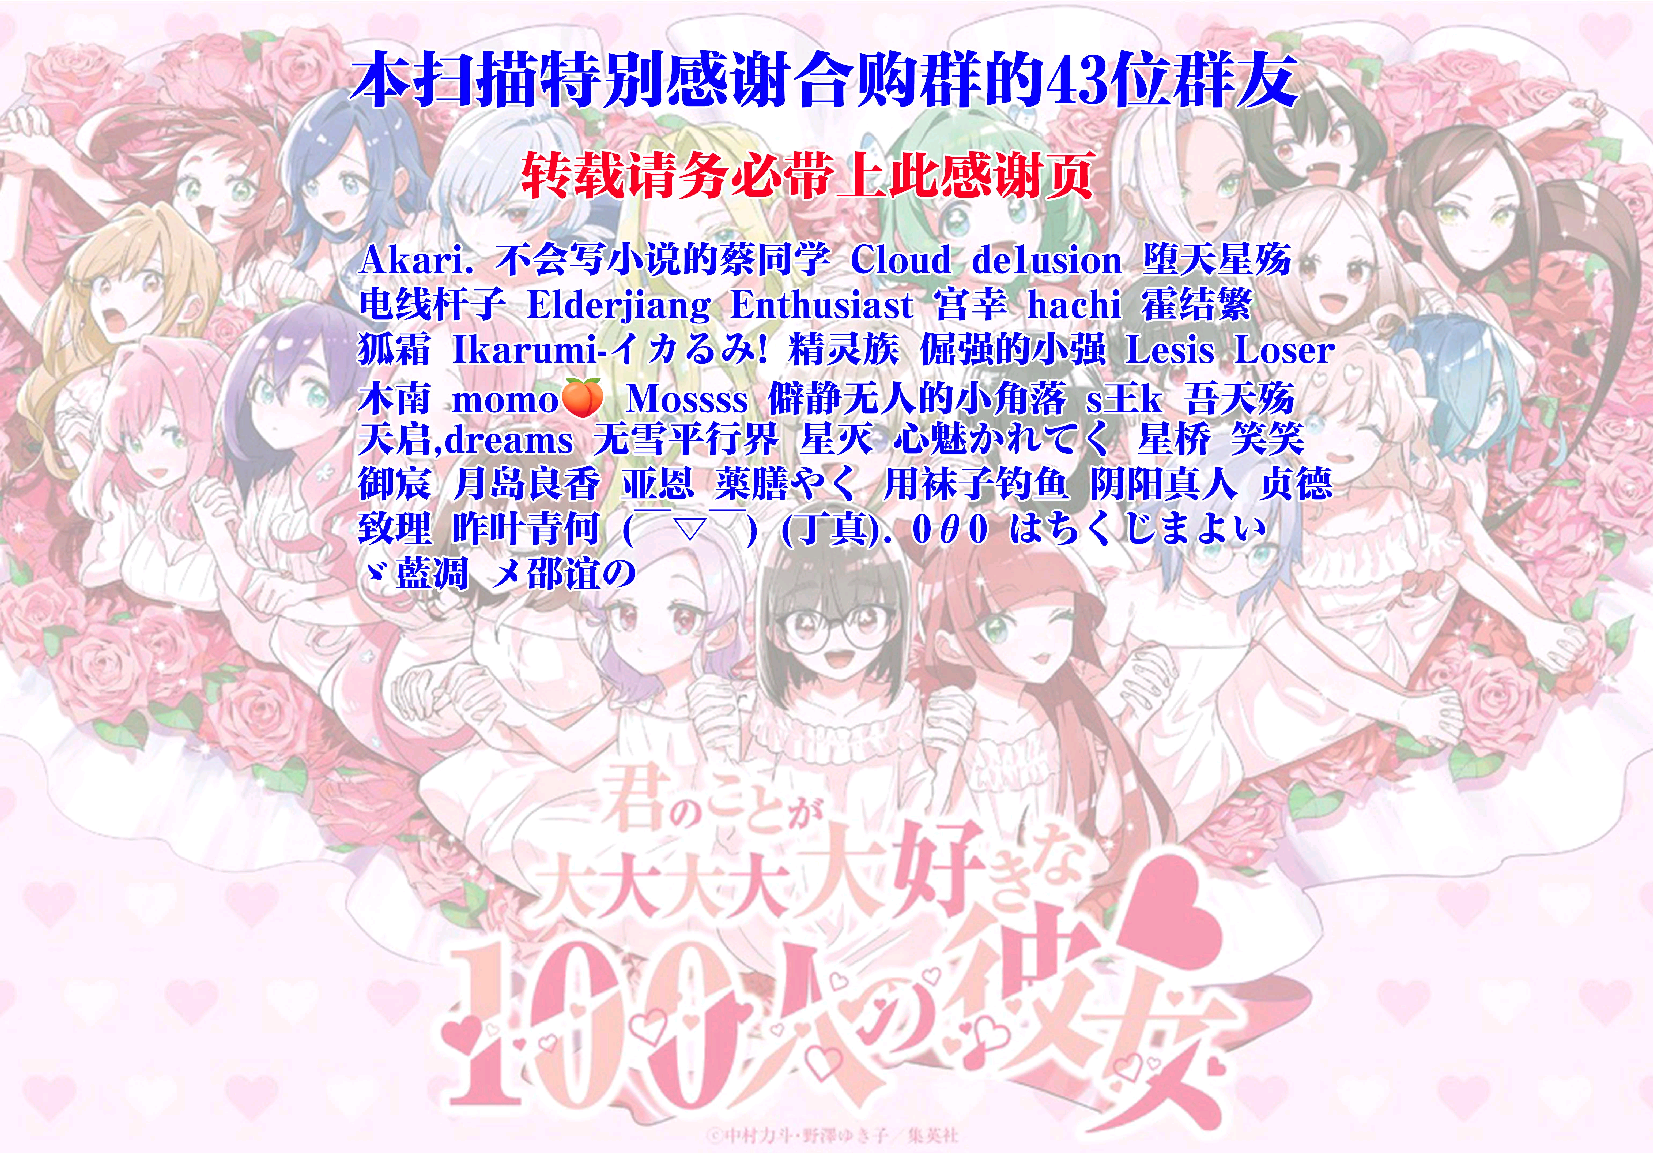 本扫描特别感谢合购群的43位群友
转载请务必带上此感谢页
Akari. 不会写小说的蔡同学 Cloud de1usion 堕天星殇
电线杆子 Elderjiang Enthusiast 宫幸 hachi 霍结繁
狐霜 Ikarumi-イカるみ! 精灵族 倔强的小强 Lesis Loser
木南 momo🍑 Mossss 僻静无人的小角落 s王k 吾天殇
天启,dreams 无雪平行界 星灭 心魅かれてく 星桥 笑笑
御宸 月岛良香 亚恩 薬膳やく 用袜子钓鱼 阴阳真人 贞德
致理 昨叶青何 (￣▽￣) (丁真). 0θ0 はちくじまよい
ヾ藍凋 メ邵谊の
君のことが
大大大大大好きな
100人の彼女
©中村力斗・野澤ゆき子／集英社